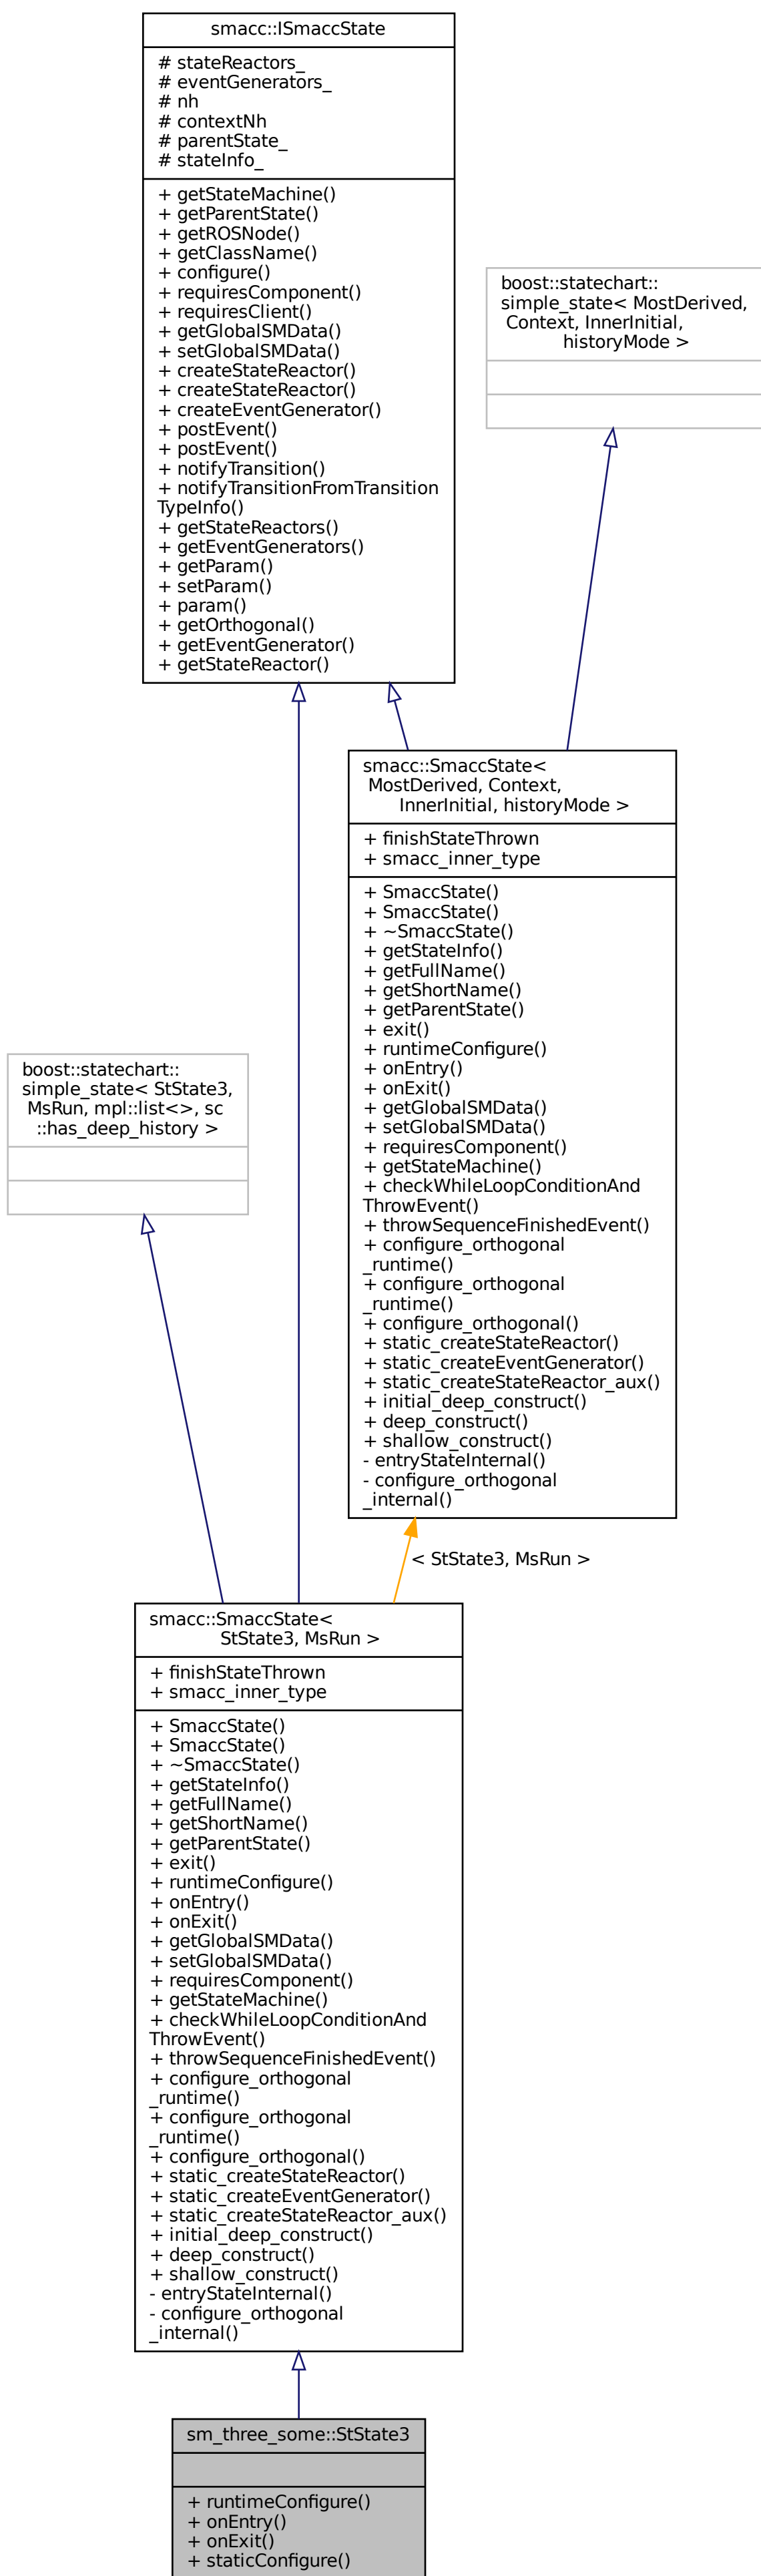 smacc::ISmaccState
# stateReactors_
# eventGenerators_
# nh
# contextNh
# parentState_
# stateInfo_
+ getStateMachine()
+ getParentState()
+ getROSNode()
+ getClassName()
+ configure()
+ requiresComponent()
+ requiresClient()
+ getGlobalSMData()
+ setGlobalSMData()
+ createStateReactor()
+ createStateReactor()
+ createEventGenerator()
+ postEvent()
+ postEvent()
+ notifyTransition()
+ notifyTransitionFromTransition
TypeInfo()
+ getStateReactors()
+ getEventGenerators()
+ getParam()
+ setParam()
+ param()
+ getOrthogonal()
+ getEventGenerator()
+ getStateReactor()
boost::statechart::
simple_state< MostDerived,
Context, InnerInitial,
historyMode >
smacc::SmaccState<
MostDerived, Context,
InnerInitial, historyMode >
+ finishStateThrown
+ smacc_inner_type
+ SmaccState()
+ SmaccState()
+ ~SmaccState()
+ getStateInfo()
+ getFullName()
+ getShortName()
+ getParentState()
+ exit()
+ runtimeConfigure()
+ onEntry()
+ onExit()
+ getGlobalSMData()
+ setGlobalSMData()
+ requiresComponent()
+ getStateMachine()
+ checkWhileLoopConditionAnd
ThrowEvent()
+ throwSequenceFinishedEvent()
+ configure_orthogonal
_runtime()
+ configure_orthogonal
_runtime()
+ configure_orthogonal()
+ static_createStateReactor()
+ static_createEventGenerator()
+ static_createStateReactor_aux()
+ initial_deep_construct()
+ deep_construct()
+ shallow_construct()
- entryStateInternal()
- configure_orthogonal
_internal()
boost::statechart::
simple_state< StState3,
MsRun, mpl::list<>, sc
::has_deep_history >
< StState3, MsRun >
smacc::SmaccState<
StState3, MsRun >
+ finishStateThrown
+ smacc_inner_type
+ SmaccState()
+ SmaccState()
+ ~SmaccState()
+ getStateInfo()
+ getFullName()
+ getShortName()
+ getParentState()
+ exit()
+ runtimeConfigure()
+ onEntry()
+ onExit()
+ getGlobalSMData()
+ setGlobalSMData()
+ requiresComponent()
+ getStateMachine()
+ checkWhileLoopConditionAnd
ThrowEvent()
+ throwSequenceFinishedEvent()
+ configure_orthogonal
_runtime()
+ configure_orthogonal
_runtime()
+ configure_orthogonal()
+ static_createStateReactor()
+ static_createEventGenerator()
+ static_createStateReactor_aux()
+ initial_deep_construct()
+ deep_construct()
+ shallow_construct()
- entryStateInternal()
- configure_orthogonal
_internal()
sm_three_some::StState3
+ runtimeConfigure()
+ onEntry()
+ onExit()
+ staticConfigure()